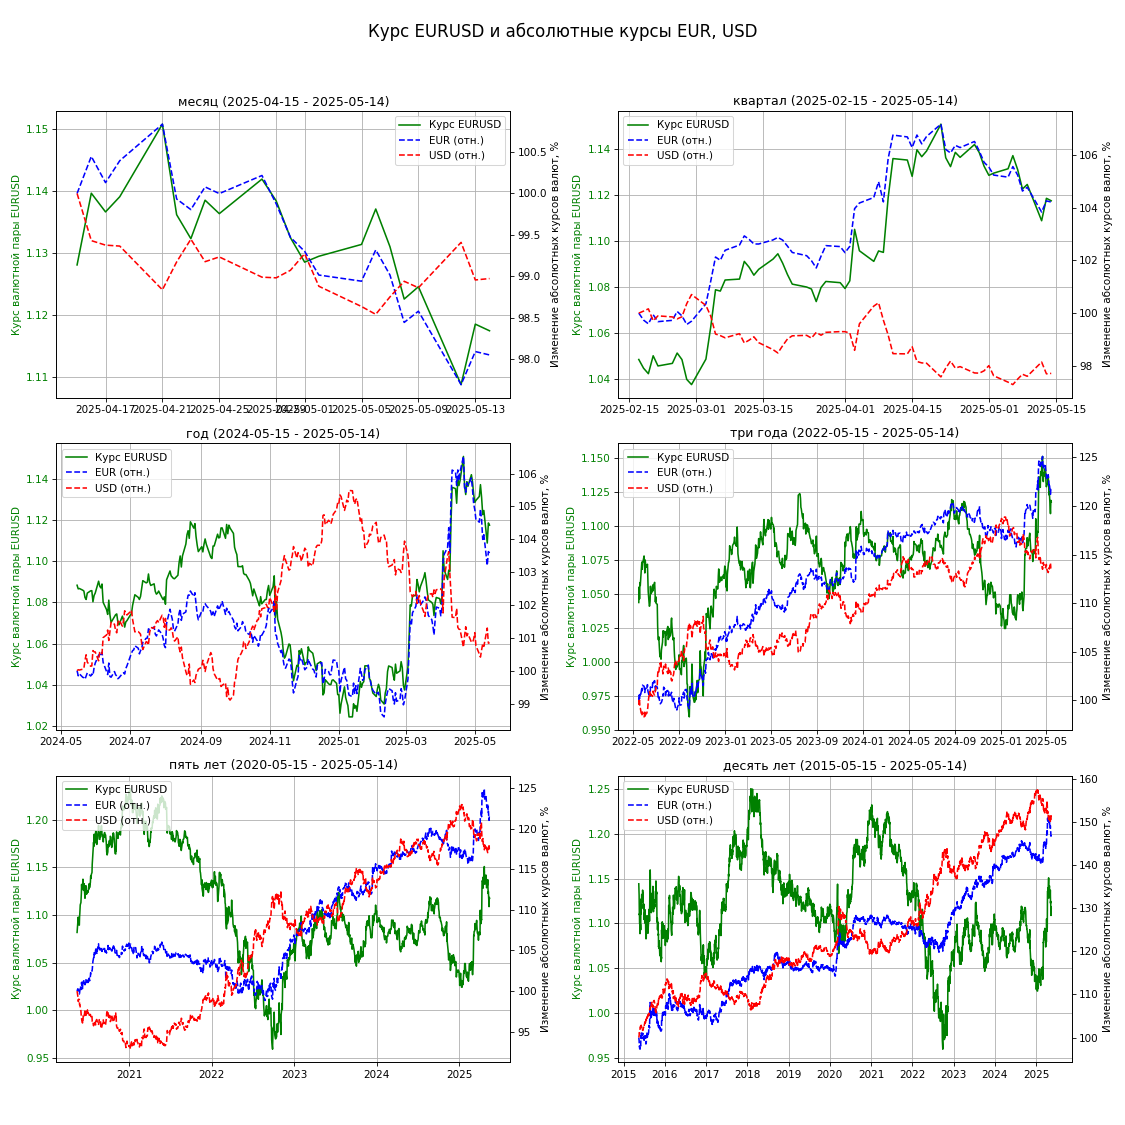 Курс EURUSD и абсолютные курсы EUR, USD
месяц (2025-04-15 - 2025-05-14)
Курс валютной пары EURUSD
1.15
1.14
1.13
1.12
1.11
Курс EURUSD
EUR (отн.)
USD (отн.)
100.5
100.0
99.5
99.0
98.5
98.0
Изменение абсолютных курсов валют, %
2025-04-17 2025-04-21 2025-04-25 2025-04-29 2025-05-01 2025-05-05 2025-05-09 2025-05-13
квартал (2025-02-15 - 2025-05-14)
Курс валютной пары EURUSD
1.14
1.12
1.10
1.08
1.06
1.04
Курс EURUSD
EUR (отн.)
USD (отн.)
106
104
102
100
98
Изменение абсолютных курсов валют, %
2025-02-15 2025-03-01 2025-03-15 2025-04-01 2025-04-15 2025-05-01 2025-05-15
год (2024-05-15 - 2025-05-14)
Курс валютной пары EURUSD
1.14
1.12
1.10
1.08
1.06
1.04
1.02
Курс EURUSD
EUR (отн.)
USD (отн.)
106
105
104
103
102
101
100
99
Изменение абсолютных курсов валют, %
2024-05 2024-07 2024-09 2024-11 2025-01 2025-03 2025-05
три года (2022-05-15 - 2025-05-14)
Курс валютной пары EURUSD
1.150
1.125
1.100
1.075
1.050
1.025
1.000
0.975
0.950
Курс EURUSD
EUR (отн.)
USD (отн.)
125
120
115
110
105
100
Изменение абсолютных курсов валют, %
2022-05 2022-09 2023-01 2023-05 2023-09 2024-01 2024-05 2024-09 2025-01 2025-05
пять лет (2020-05-15 - 2025-05-14)
Курс валютной пары EURUSD
1.20
1.15
1.10
1.05
1.00
0.95
Курс EURUSD
EUR (отн.)
USD (отн.)
125
120
115
110
105
100
95
Изменение абсолютных курсов валют, %
2021 2022 2023 2024 2025
десять лет (2015-05-15 - 2025-05-14)
Курс валютной пары EURUSD
1.25
1.20
1.15
1.10
1.05
1.00
0.95
Курс EURUSD
EUR (отн.)
USD (отн.)
160
150
140
130
120
110
100
Изменение абсолютных курсов валют, %
2015 2016 2017 2018 2019 2020 2021 2022 2023 2024 2025